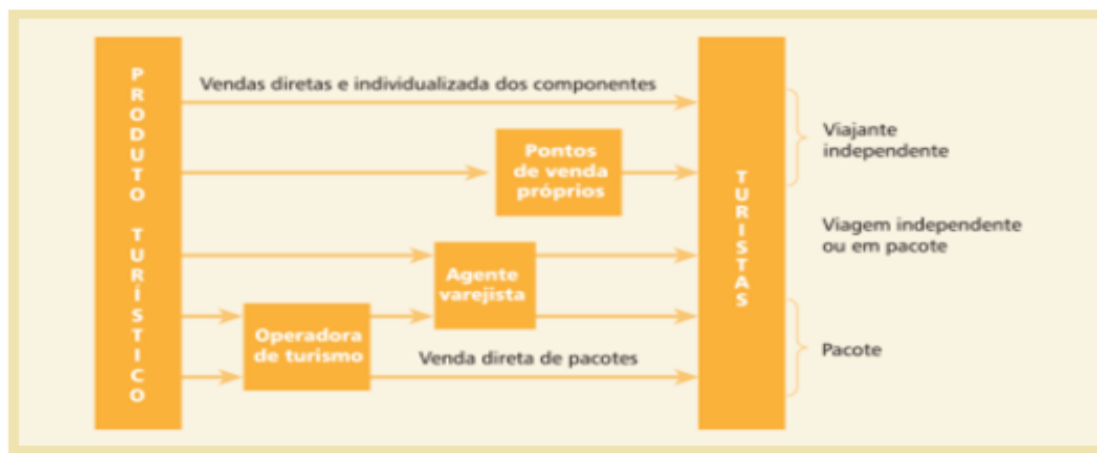 PRODUTO TURÍSTICO
Vendas diretas e individualizada dos componentes
Pontos
de venda
próprios
Agente
varejista
Operadora
de turismo
Venda direta de pacotes
TURISTAS
Viajante
independente
Viagem independente
ou em pacote
Pacote